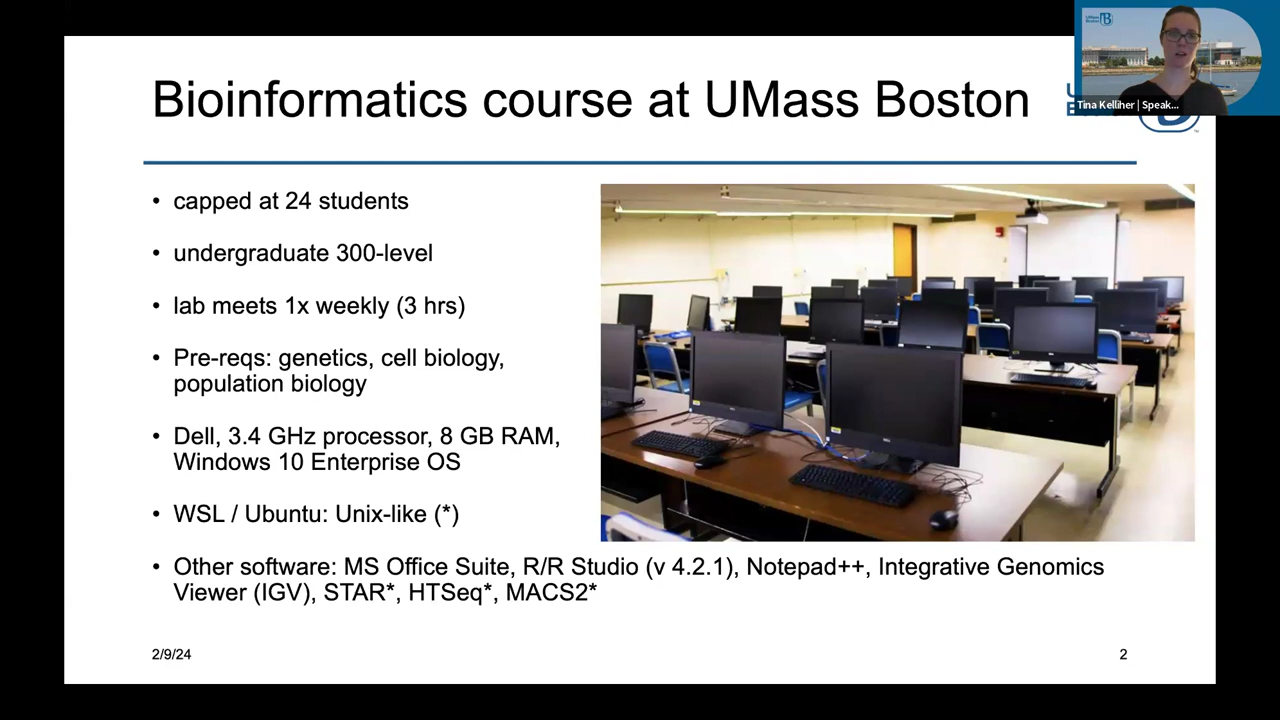 Bioinformatics course at UMass Boston
UMass
Boston
Tina Kelliher | Speak...
• capped at 24 students
• undergraduate 300-level
• lab meets 1x weekly (3 hrs)
• Pre-reqs: genetics, cell biology,
population biology
• Dell, 3.4 GHz processor, 8 GB RAM,
Windows 10 Enterprise OS
• WSL / Ubuntu: Unix-like (*)
• Other software: MS Office Suite, R/R Studio (v 4.2.1), Notepad++, Integrative Genomics
Viewer (IGV), STAR*, HTSeq*, MACS2*
2/9/24
2